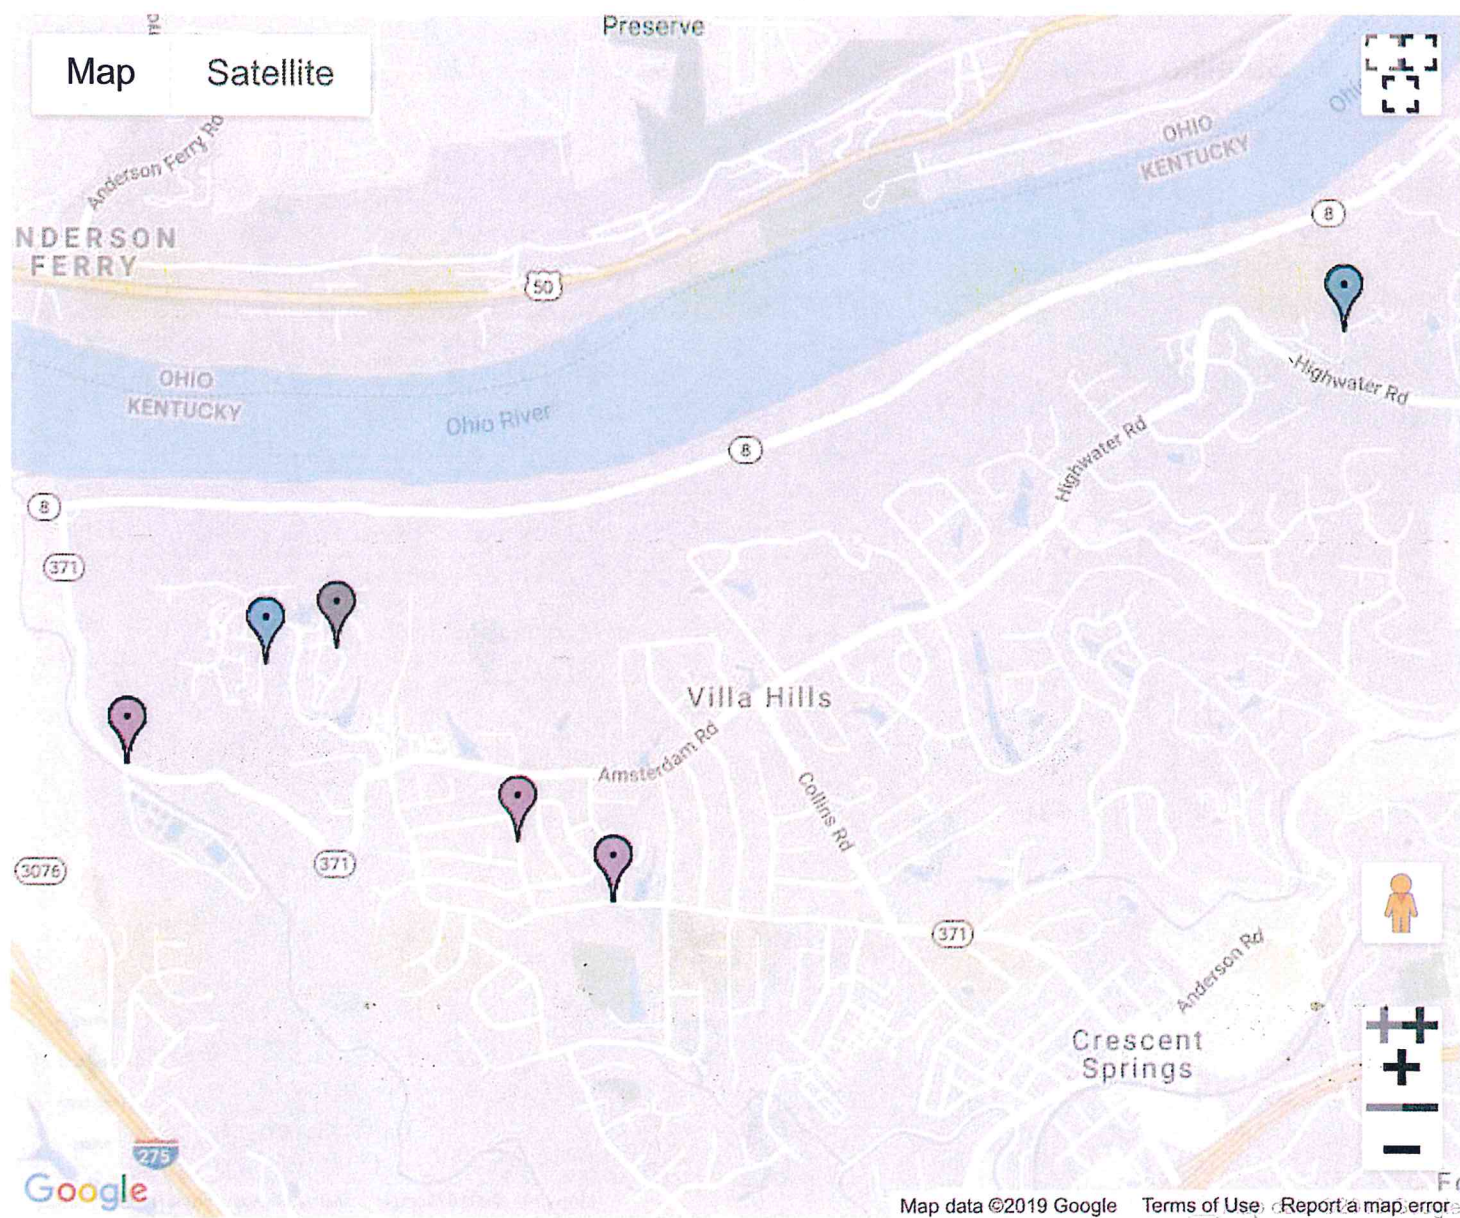 Preserve
Map
Satellite
Anderson Ferry Rd
NDERSON
FERRY
OHIO
KENTUCKY
8
50
OHIO
KENTUCKY
Ohio River
Highwater Rd
8
Highwater Rd
8
371
Villa Hills
Amsterdam Rd
Collins Rd
3076
371
371
Anderson Rd
Crescent
Springs
275
Google
Map data ©2019 Google
Terms of Use
Report a map error